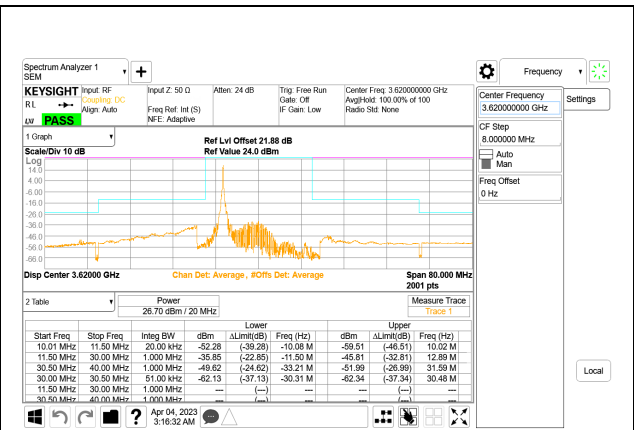 Spectrum Analyzer 1
SEM
Frequency
KEYSIGHT Input: RF Input Z: 50 Ω Atten: 24 dB Trig: Free Run Center Freq: 3.620000000 GHz
RL Coupling: DC Gate: Off Avg|Hold: 100.00% of 100
Align: Auto Freq Ref: Int (S) IF Gain: Low Radio Std: None
LXI PASS NFE: Adaptive
Center Frequency
3.620000000 GHz
Settings
CF Step
8.000000 MHz
Auto
Man
Freq Offset
0 Hz
1 Graph
Ref Lvl Offset 21.88 dB
Scale/Div 10 dB Ref Value 24.0 dBm
Log
14.0
4.00
-6.00
-16.0
-26.0
-36.0
-46.0
-56.0
-66.0
Disp Center 3.62000 GHz Chan Det: Average, #Offs Det: Average Span 80.000 MHz
2001 pts
2 Table Power Measure Trace
26.70 dBm / 20 MHz Trace 1
Lower Upper
Start Freq Stop Freq Integ BW dBm ΔLimit(dB) Freq (Hz) dBm ΔLimit(dB) Freq (Hz)
10.01 MHz 11.50 MHz 20.00 kHz -52.28 (-39.28) -10.08 M -59.51 (-46.51) 10.02 M
11.50 MHz 30.00 MHz 1.000 MHz -35.85 (-22.85) -11.50 M -45.81 (-32.81) 12.89 M
30.50 MHz 40.00 MHz 1.000 MHz -49.62 (-24.62) -33.21 M -51.99 (-26.99) 31.59 M
30.00 MHz 30.50 MHz 51.00 kHz -62.13 (-37.13) -30.31 M -62.34 (-37.34) 30.48 M
11.50 MHz 30.00 MHz 1.000 MHz --- (---) --- --- (---) ---
30.50 MHz 40.00 MHz 1.000 MHz --- (---) --- --- (---) ---
Local
? Apr 04, 2023
3:16:32 AM